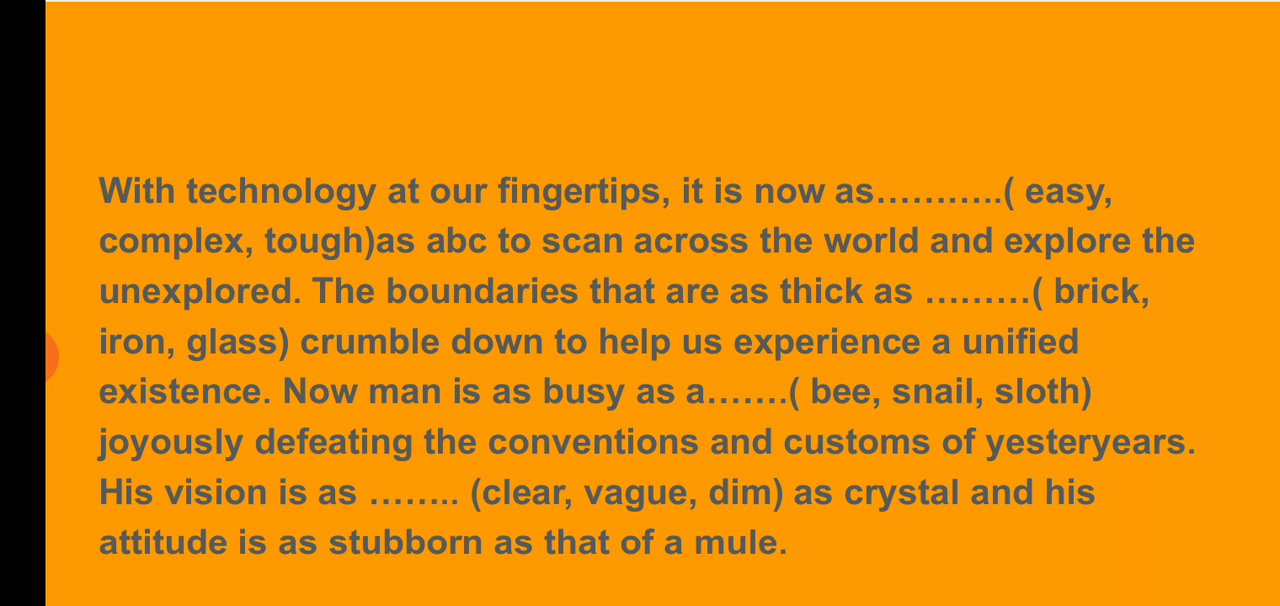 With technology at our fingertips, it is now as………..( easy,
complex, tough)as abc to scan across the world and explore the
unexplored. The boundaries that are as thick as ………( brick,
iron, glass) crumble down to help us experience a unified
existence. Now man is as busy as a…….( bee, snail, sloth)
joyously defeating the conventions and customs of yesteryears.
His vision is as …….. (clear, vague, dim) as crystal and his
attitude is as stubborn as that of a mule.